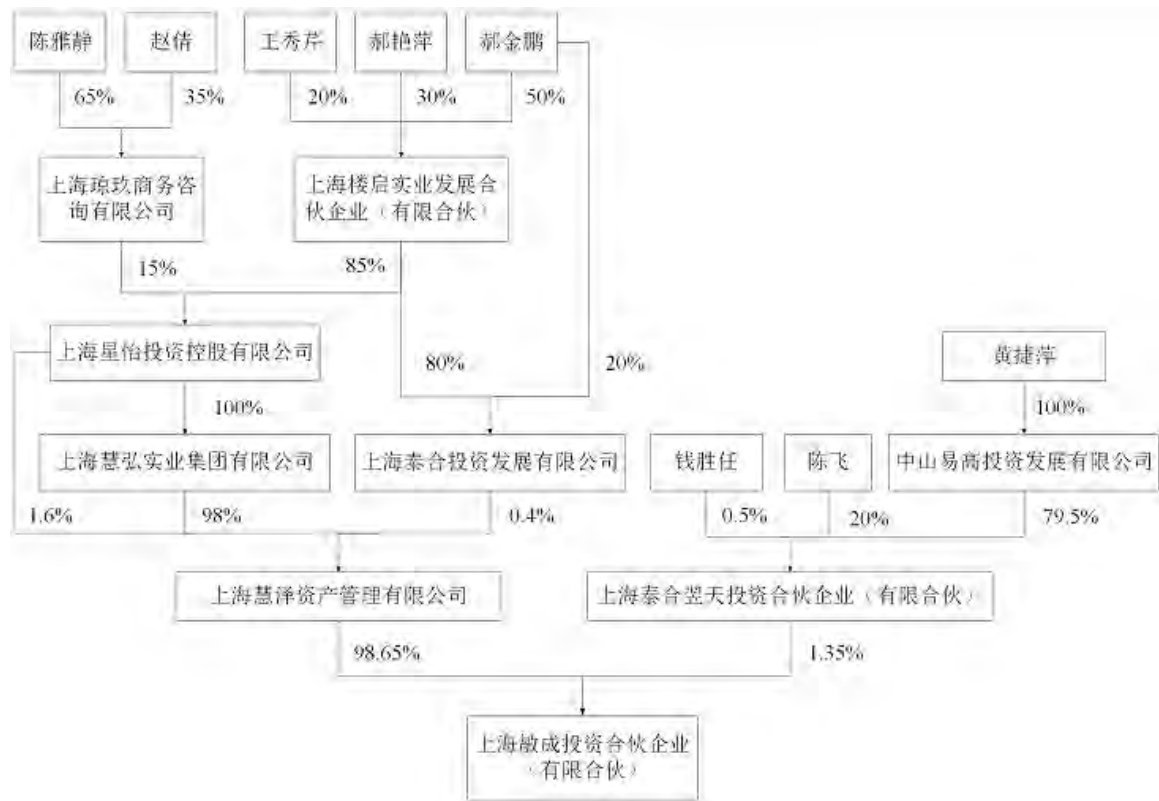 陈雅静
赵倩
王秀芹
郝艳萍
郝金鹏
65%
35%
20%
30%
50%
上海琼玖商务咨
询有限公司
上海楼启实业发展合
伙企业（有限合伙）
15%
85%
上海星怡投资控股有限公司
80%
20%
黄捷萍
100%
100%
上海慧弘实业集团有限公司
上海泰合投资发展有限公司
钱胜任
陈飞
中山易高投资发展有限公司
1.6%
98%
0.4%
0.5%
20%
79.5%
上海慧泽资产管理有限公司
上海泰合翌天投资合伙企业（有限合伙）
98.65%
1.35%
上海敏成投资合伙企业
（有限合伙）